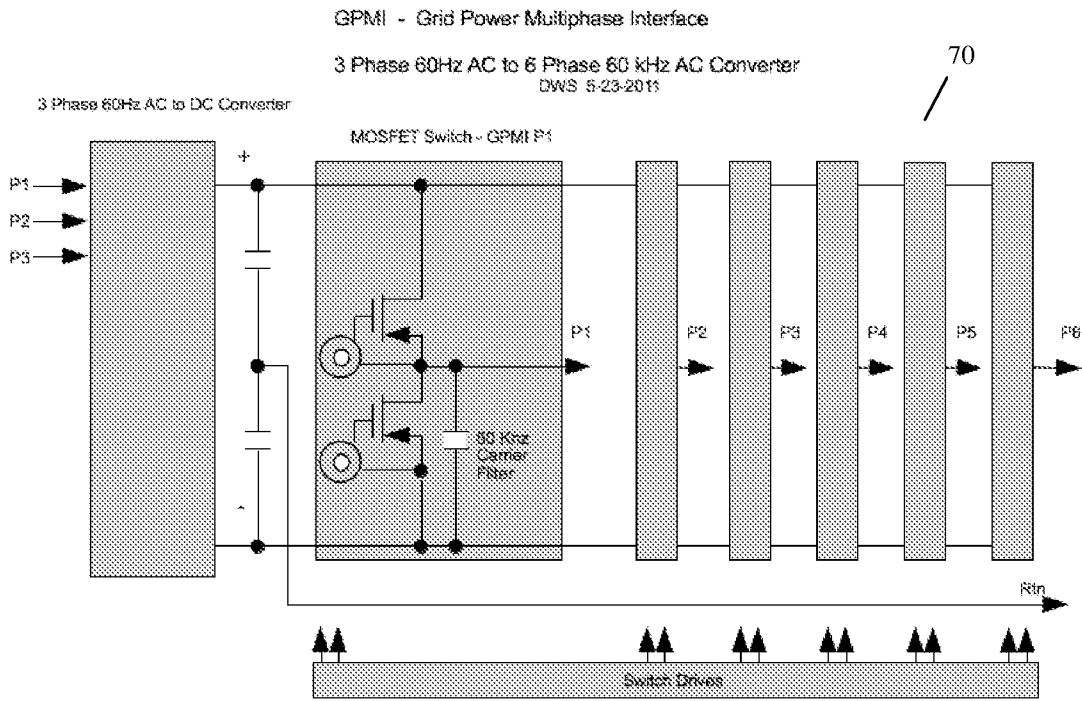 GPMI - Grid Power Multiphase Interface
3 Phase 60Hz AC to 6 Phase 60 kHz AC Converter
DWS 5-23-2011
70
3 Phase 60Hz AC to DC Converter
MOSFET Switch - GPMI P1
+
P1
P2
P3
P1
P2
P3
P4
P5
P6
60 Khz
Carrier
Filter
-
Rtn
Switch Drives